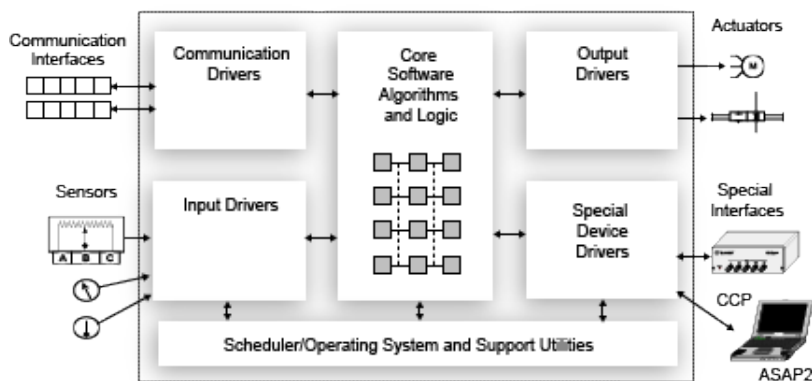 Communication
Interfaces
Communication
Drivers
Core
Software
Algorithms
and Logic
Output
Drivers
Actuators
M
Sensors
A B C
Input Drivers
Special
Device
Drivers
Special
Interfaces
CCP
ASAP2
Scheduler/Operating System and Support Utilities